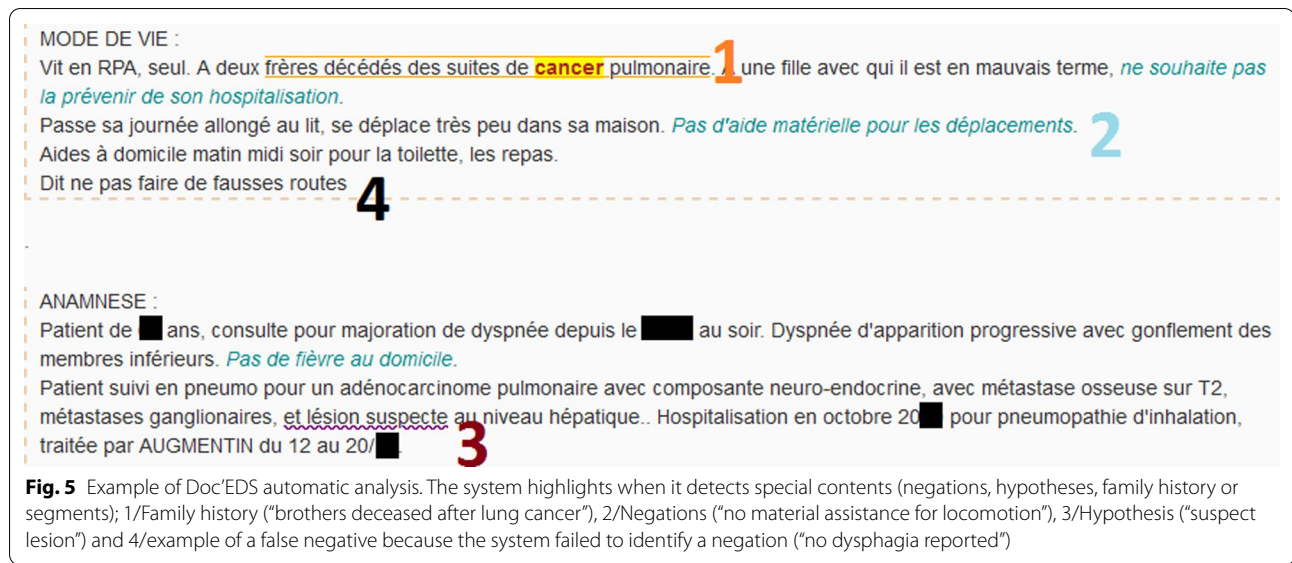 MODE DE VIE :
Vit en RPA, seul. A deux frères décédés des suites de cancer pulmonaire. A une fille avec qui il est en mauvais terme, ne souhaite pas
1
la prévenir de son hospitalisation.
Passe sa journée allongé au lit, se déplace très peu dans sa maison. Pas d'aide matérielle pour les déplacements.
2
Aides à domicile matin midi soir pour la toilette, les repas.
Dit ne pas faire de fausses routes
4
.
ANAMNESE :
Patient de ans, consulte pour majoration de dyspnée depuis le au soir. Dyspnée d'apparition progressive avec gonflement des
membres inférieurs. Pas de fièvre au domicile.
Patient suivi en pneumo pour un adénocarcinome pulmonaire avec composante neuro-endocrine, avec métastase osseuse sur T2,
métastases ganglionaires, et lésion suspecte au niveau hépatique.. Hospitalisation en octobre 20 pour pneumopathie d'inhalation,
traitée par AUGMENTIN du 12 au 20/ .
3
Fig. 5 Example of Doc'EDS automatic analysis. The system highlights when it detects special contents (negations, hypotheses, family history or
segments); 1/Family history (“brothers deceased after lung cancer”), 2/Negations (“no material assistance for locomotion”), 3/Hypothesis (“suspect
lesion”) and 4/example of a false negative because the system failed to identify a negation (“no dysphagia reported”)